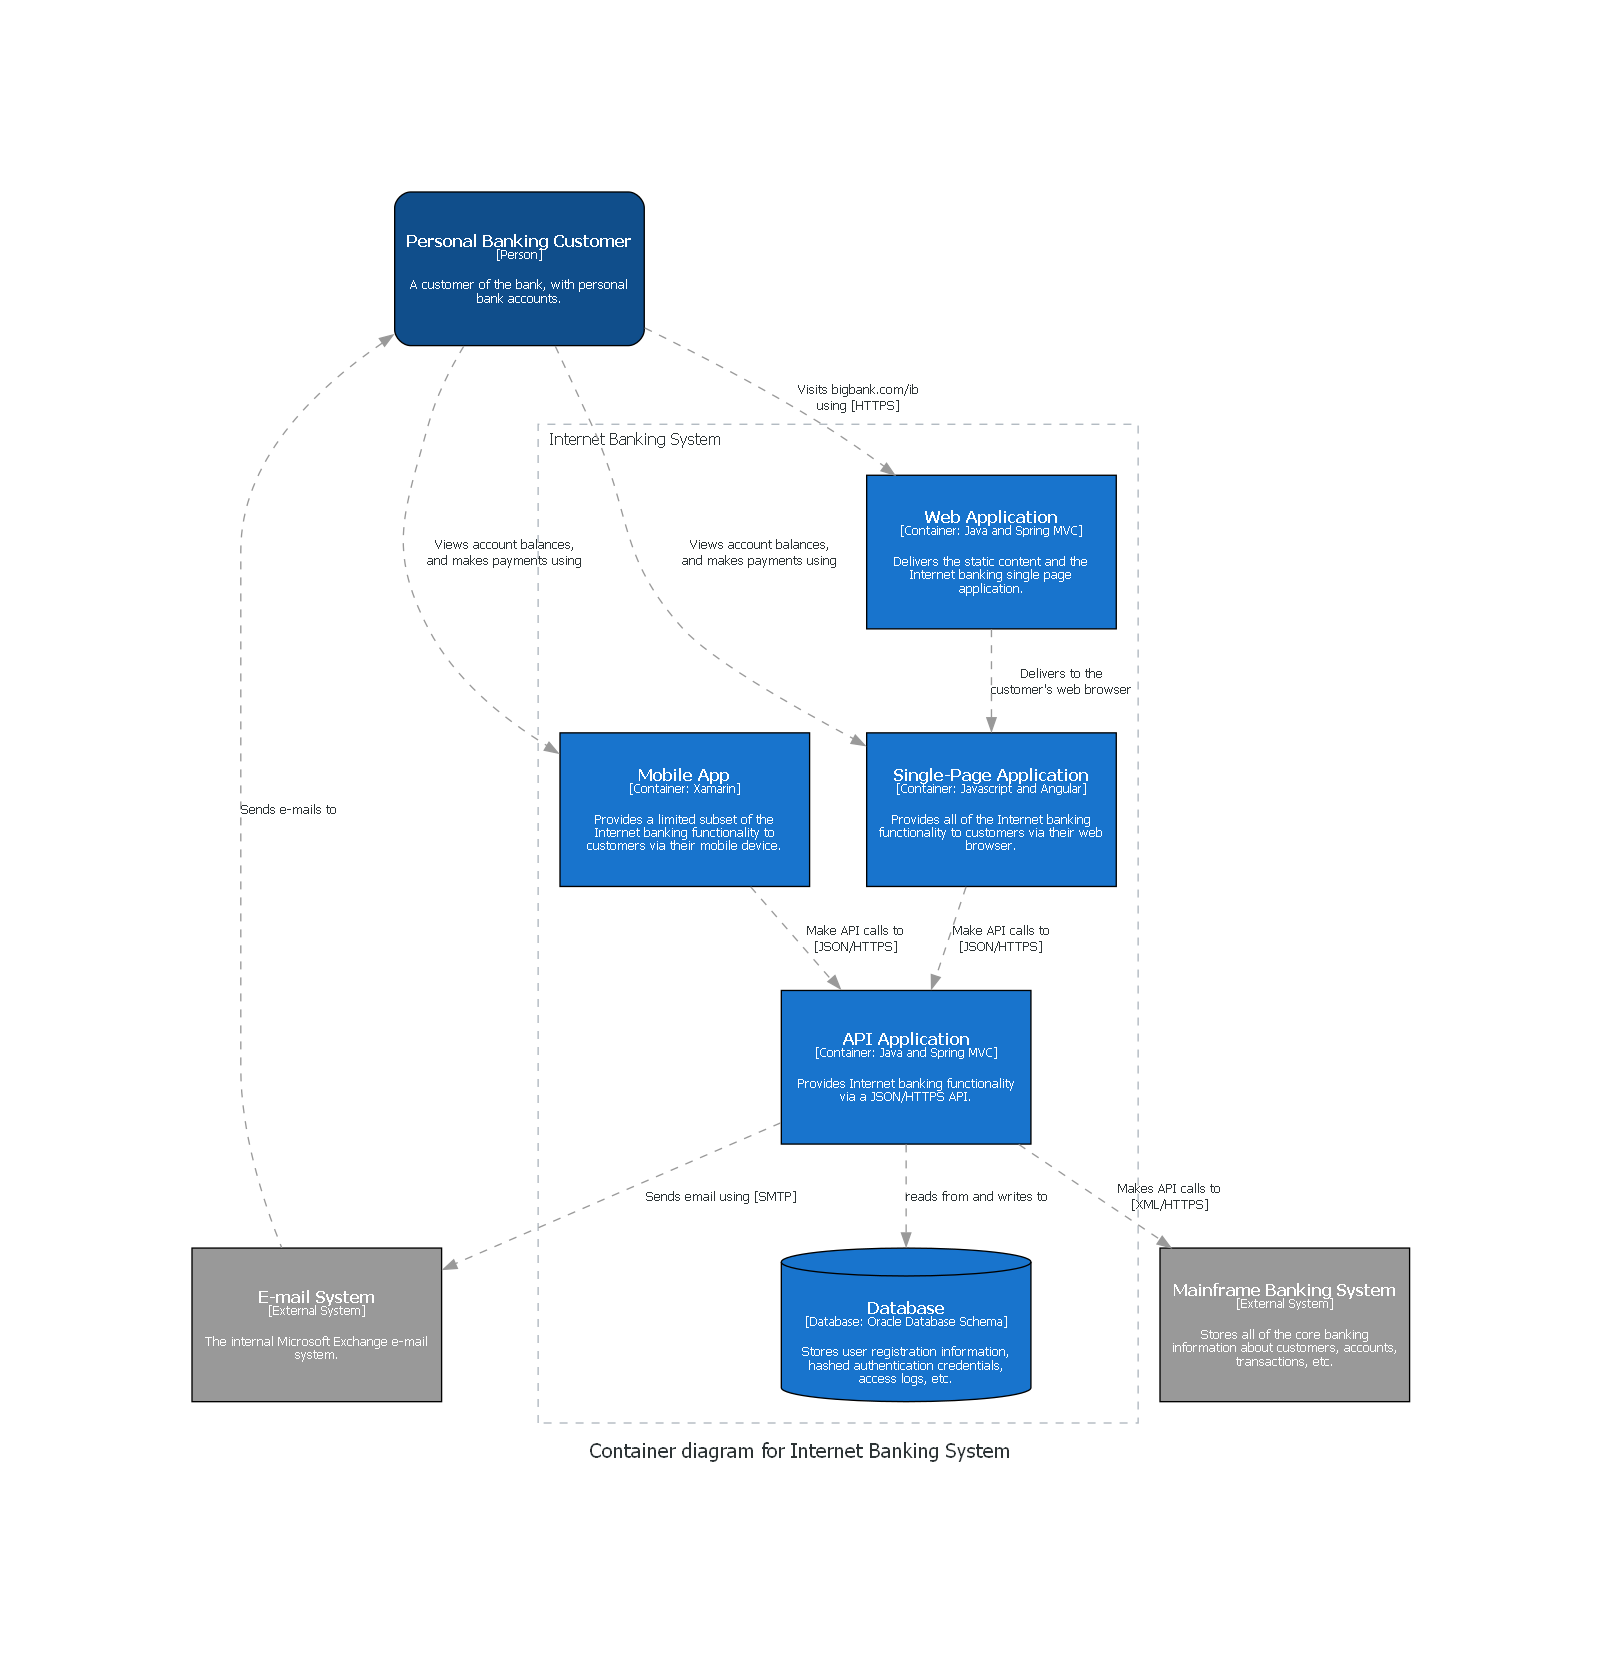 Personal Banking Customer
[Person]
A customer of the bank, with personal
bank accounts.
Visits bigbank.com/ib
using [HTTPS]
Internet Banking System
Web Application
[Container: Java and Spring MVC]
Delivers the static content and the
Internet banking single page
application.
Views account balances,
and makes payments using
Views account balances,
and makes payments using
Delivers to the
customer's web browser
Mobile App
[Container: Xamarin]
Provides a limited subset of the
Internet banking functionality to
customers via their mobile device.
Single-Page Application
[Container: Javascript and Angular]
Provides all of the Internet banking
functionality to customers via their web
browser.
Sends e-mails to
Make API calls to
[JSON/HTTPS]
Make API calls to
[JSON/HTTPS]
API Application
[Container: Java and Spring MVC]
Provides Internet banking functionality
via a JSON/HTTPS API.
Sends email using [SMTP]
reads from and writes to
Makes API calls to
[XML/HTTPS]
E-mail System
[External System]
The internal Microsoft Exchange e-mail
system.
Database
[Database: Oracle Database Schema]
Stores user registration information,
hashed authentication credentials,
access logs, etc.
Mainframe Banking System
[External System]
Stores all of the core banking
information about customers, accounts,
transactions, etc.
Container diagram for Internet Banking System